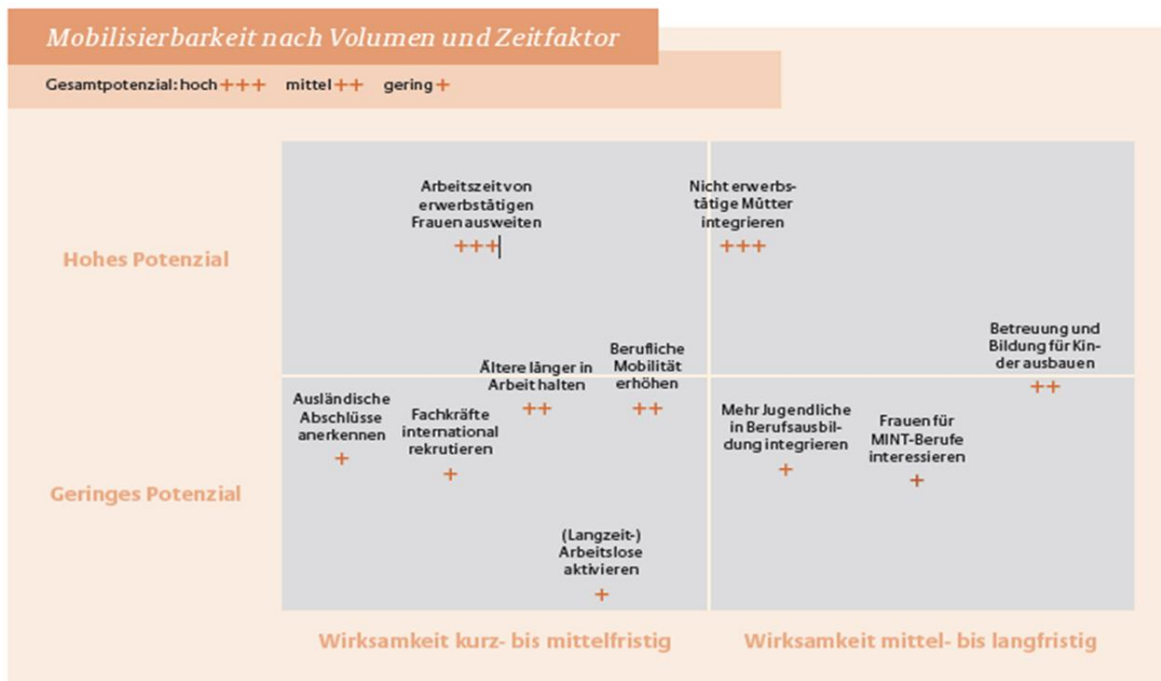 Mobilisierbarkeit nach Volumen und Zeitfaktor
Gesamtpotenzial: hoch +++ mittel ++ gering +
Hohes Potenzial
Arbeitszeit von
erwerbstätigen
Frauen ausweiten
+++
Nicht erwerbs-
tätige Mütter
integrieren
+++
Betreuung und
Bildung für Kin-
der ausbauen
++
Berufliche
Mobilität
erhöhen
++
Ältere länger in
Arbeit halten
++
Geringes Potenzial
Ausländische
Abschlüsse
anerkennen
+
Fachkräfte
international
rekrutieren
+
(Langzeit-)
Arbeitslose
aktivieren
+
Mehr Jugendliche
in Berufsausbil-
dung integrieren
+
Frauen für
MINT-Berufe
interessieren
+
Wirksamkeit kurz- bis mittelfristig
Wirksamkeit mittel- bis langfristig